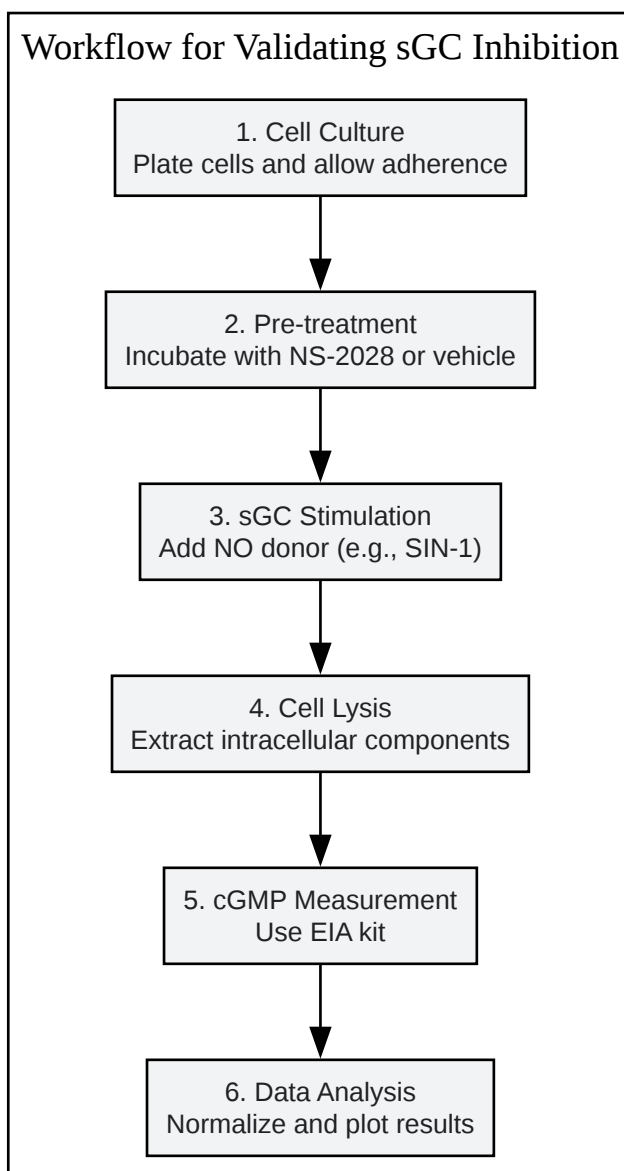 Workflow for Validating sGC Inhibition
1. Cell Culture
Plate cells and allow adherence
2. Pre-treatment
Incubate with NS-2028 or vehicle
3. sGC Stimulation
Add NO donor (e.g., SIN-1)
4. Cell Lysis
Extract intracellular components
5. cGMP Measurement
Use EIA kit
6. Data Analysis
Normalize and plot results